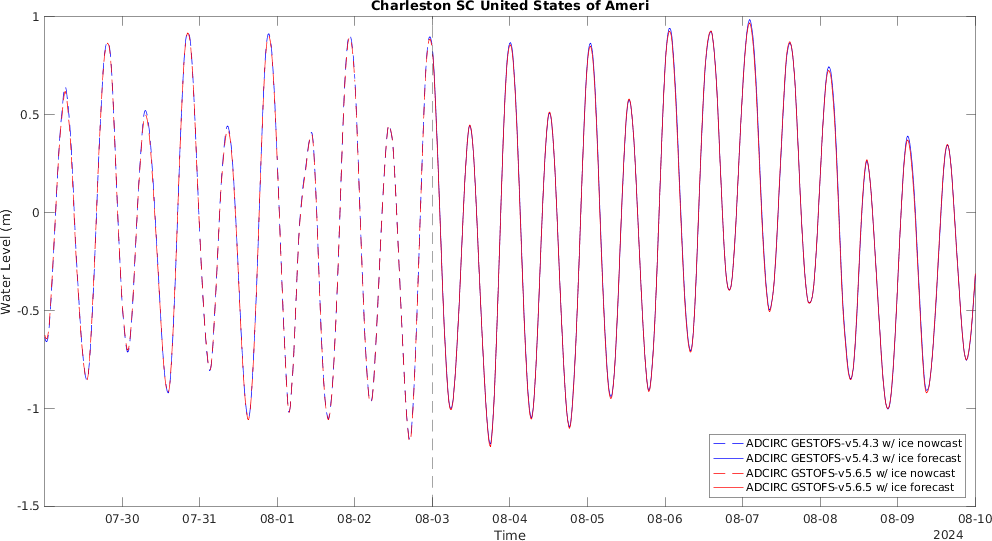 Charleston SC United States of Ameri
Water Level (m)
1
0.5
0
-0.5
-1
-1.5
07-30
07-31
08-01
08-02
08-03
08-04
08-05
08-06
08-07
08-08
08-09
08-10
Time
2024
ADCIRC GESTOFS-v5.4.3 w/ ice nowcast
ADCIRC GESTOFS-v5.4.3 w/ ice forecast
ADCIRC GSTOFS-v5.6.5 w/ ice nowcast
ADCIRC GSTOFS-v5.6.5 w/ ice forecast